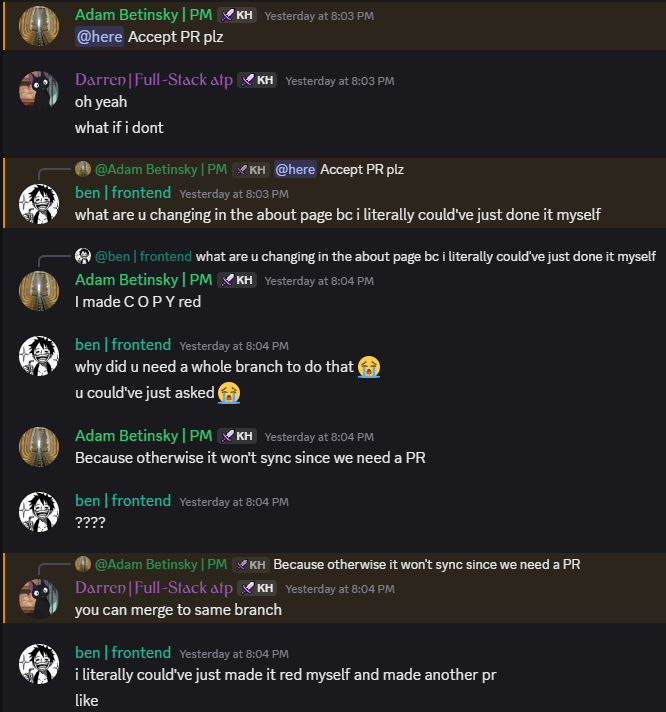 Adam Betinsky | PM KH Yesterday at 8:03 PM
@here Accept PR plz
Darren | Full-Stack atp KH Yesterday at 8:03 PM
oh yeah
what if i dont
@Adam Betinsky | PM KH @here Accept PR plz
ben | frontend Yesterday at 8:03 PM
what are u changing in the about page bc i literally could've just done it myself
@ben | frontend what are u changing in the about page bc i literally could've just done it myself
Adam Betinsky | PM KH Yesterday at 8:04 PM
I made C O P Y red
ben | frontend Yesterday at 8:04 PM
why did u need a whole branch to do that 😭
u could've just asked 😭
Adam Betinsky | PM KH Yesterday at 8:04 PM
Because otherwise it won't sync since we need a PR
ben | frontend Yesterday at 8:04 PM
????
@Adam Betinsky | PM KH Because otherwise it won't sync since we need a PR
Darren | Full-Stack atp KH Yesterday at 8:04 PM
you can merge to same branch
ben | frontend Yesterday at 8:04 PM
i literally could've just made it red myself and made another pr
like